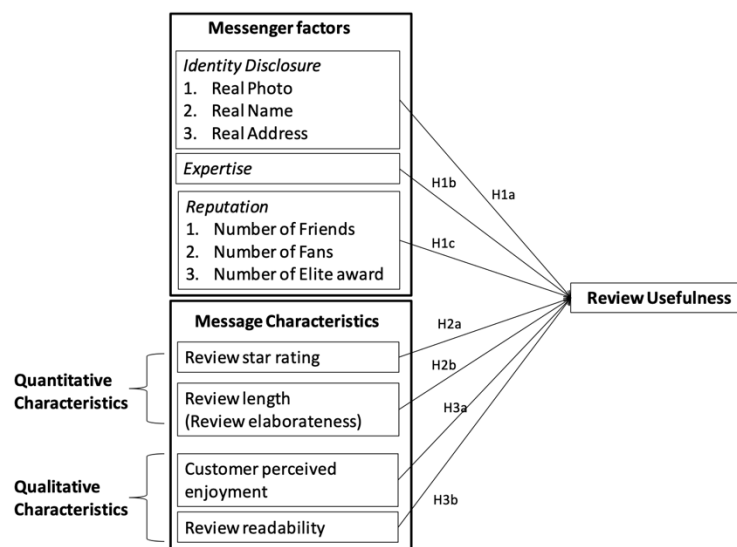 Messenger factors
Identity Disclosure
1. Real Photo
2. Real Name
3. Real Address
Expertise
Reputation
1. Number of Friends
2. Number of Fans
3. Number of Elite award
H1a
H1b
H1c
Review Usefulness
Message Characteristics
Quantitative
Characteristics
Review star rating
Review length
(Review elaborateness)
Qualitative
Characteristics
Customer perceived
enjoyment
Review readability
H2a
H2b
H3a
H3b